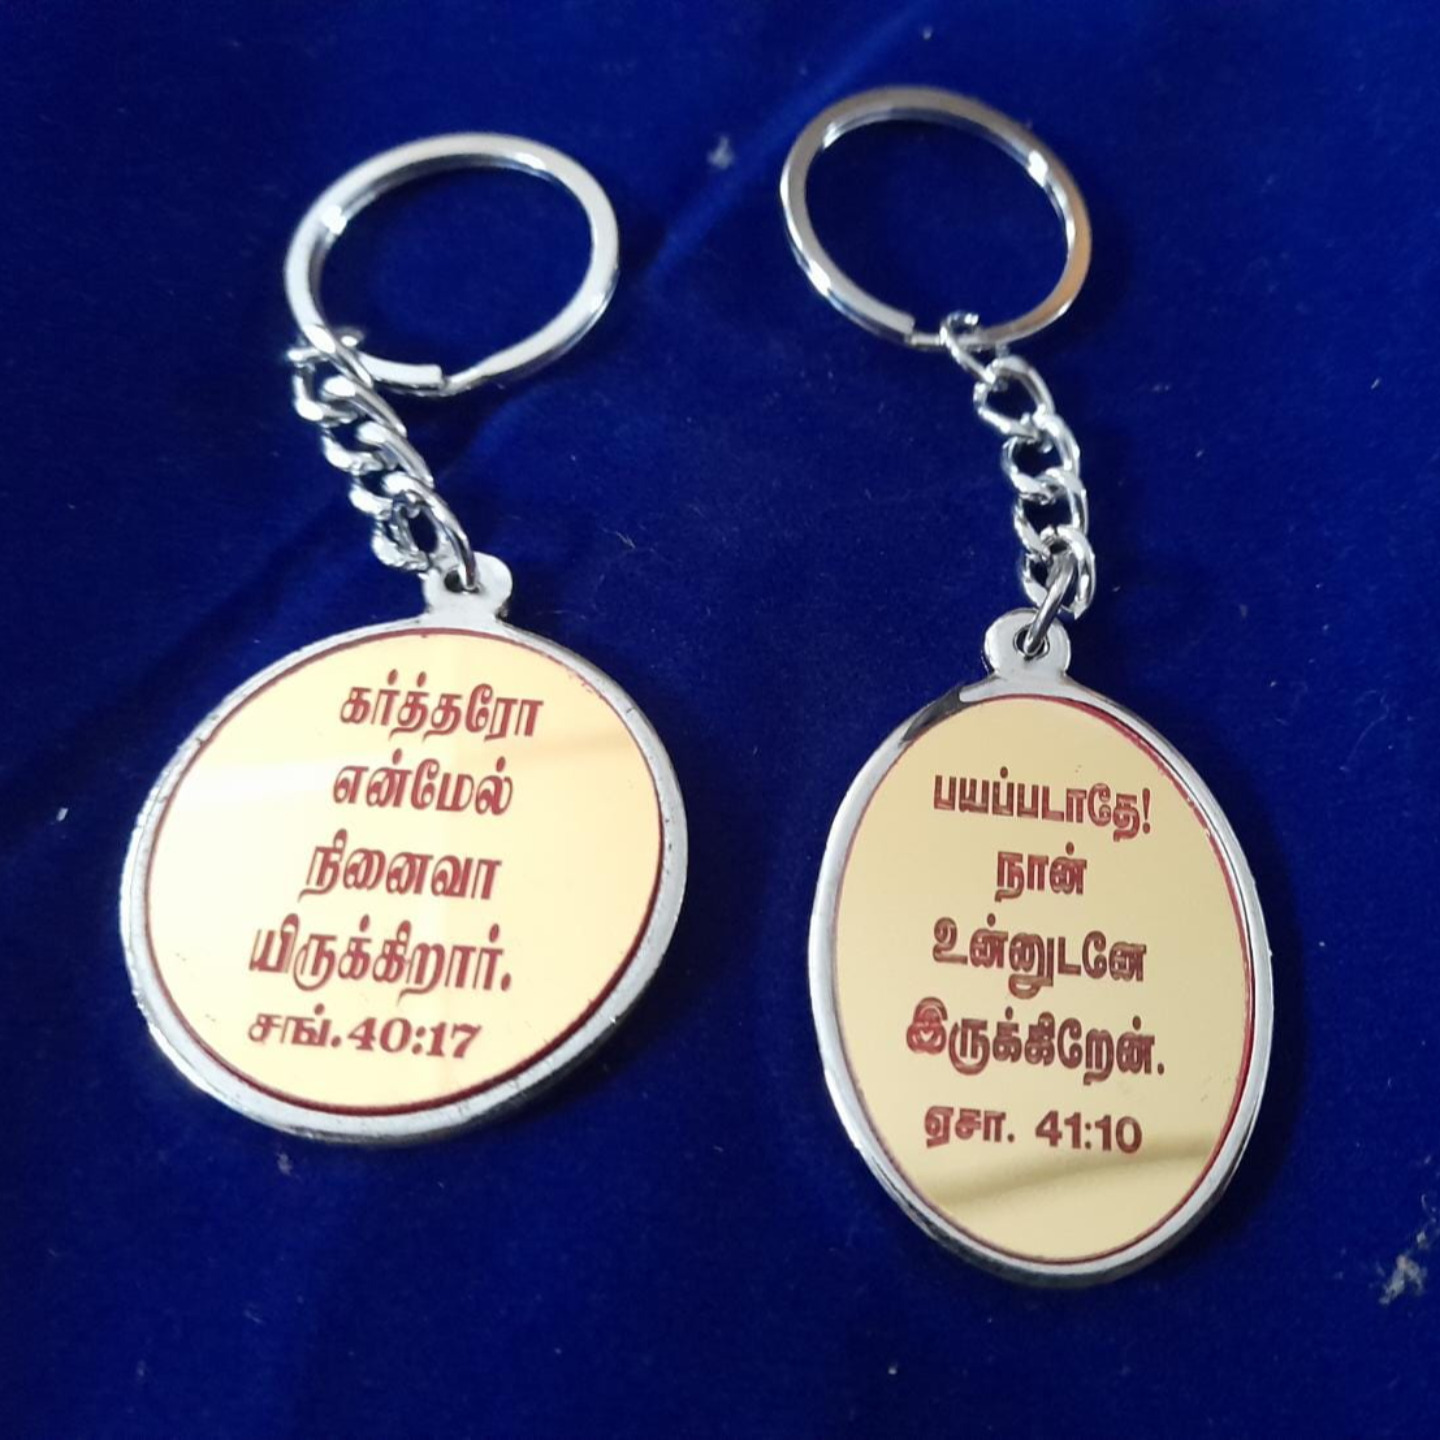 கர்த்தரோ
என்மேல்
நினைவா
யிருக்கிறார்.
சங்.40:17
பயப்படாதே!
நான்
உன்னுடனே
இருக்கிறேன்.
ஏசா. 41:10